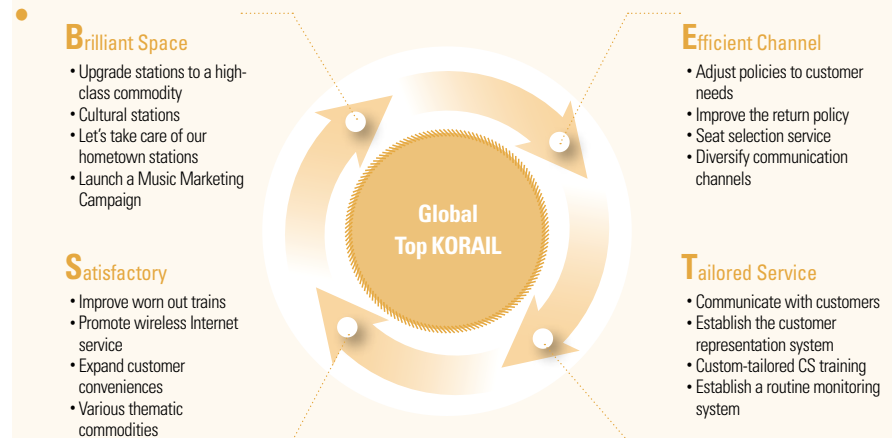 Brilliant Space
• Upgrade stations to a high-
class commodity
• Cultural stations
• Let's take care of our
hometown stations
• Launch a Music Marketing
Campaign
Efficient Channel
• Adjust policies to customer
needs
• Improve the return policy
• Seat selection service
• Diversify communication
channels
Global
Top KORAIL
Satisfactory
• Improve worn out trains
• Promote wireless Internet
service
• Expand customer
conveniences
• Various thematic
commodities
Tailored Service
• Communicate with customers
• Establish the customer
representation system
• Custom-tailored CS training
• Establish a routine monitoring
system